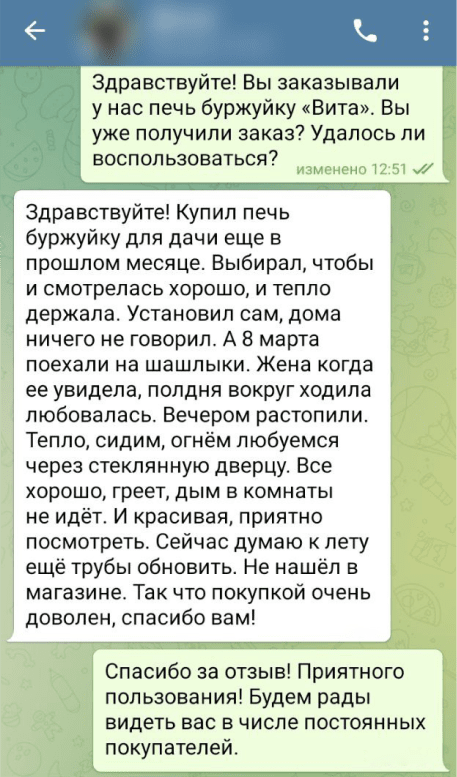 Здравствуйте! Вы заказывали
у нас печь буржуйку «Вита». Вы
уже получили заказ? Удалось ли
воспользоваться?
изменено 12:51
Здравствуйте! Купил печь
буржуйку для дачи еще в
прошлом месяце. Выбирал, чтобы
и смотрелась хорошо, и тепло
держала. Установил сам, дома
ничего не говорил. А 8 марта
поехали на шашлыки. Жена когда
ее увидела, полдня вокруг ходила
любовалась. Вечером растопили.
Тепло, сидим, огнём любуемся
через стеклянную дверцу. Все
хорошо, греет, дым в комнаты
не идёт. И красивая, приятно
посмотреть. Сейчас думаю к лету
ещё трубы обновить. Не нашёл в
магазине. Так что покупкой очень
доволен, спасибо вам!
Спасибо за отзыв! Приятного
пользования! Будем рады
видеть вас в числе постоянных
покупателей.